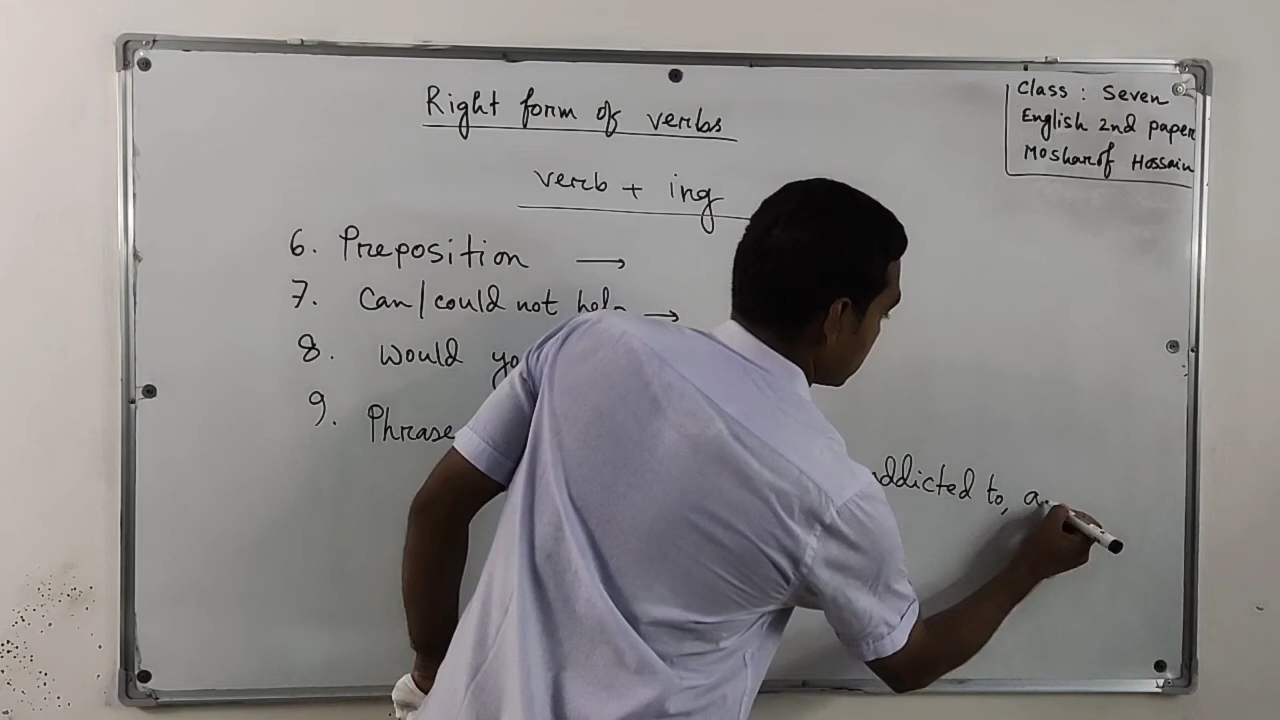 Right form of verbs
Class : Seven
English 2nd paper
Mosharof Hossain
verb + ing
6. Preposition →
7. Can/could not help →
8. Would
9. Phrase
addicted to,